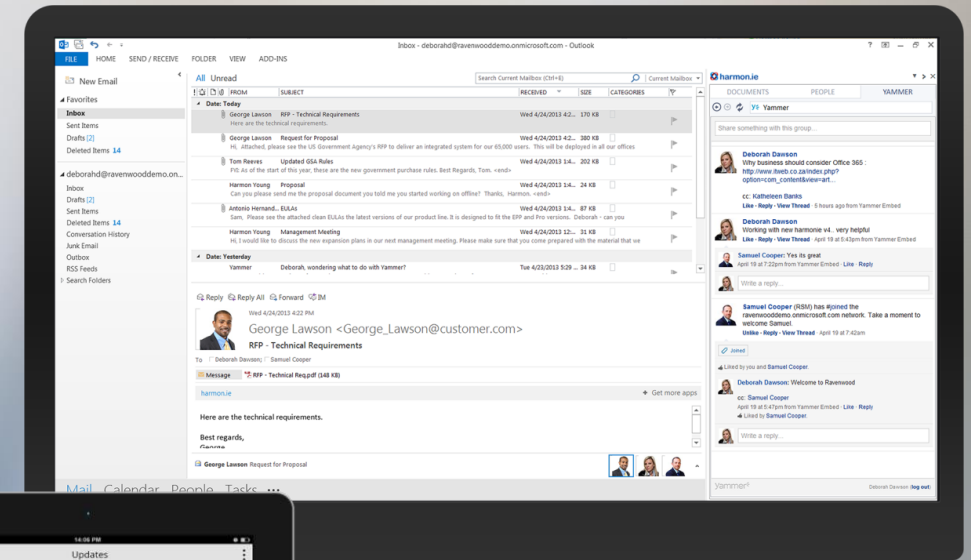 Inbox - deborahd@ravenwooddemo.onmicrosoft.com - Outlook
FILE HOME SEND / RECEIVE FOLDER VIEW ADD-INS
New Email
Favorites
Inbox
Sent Items
Drafts [2]
Deleted Items 14
deborahd@ravenwooddemo.on...
Inbox
Drafts [2]
Sent Items
Deleted Items 14
Conversation History
Junk Email
Outbox
RSS Feeds
Search Folders
Mail Calendar People Tasks ...
All Unread
Search Current Mailbox (Ctrl+E) Current Mailbox
FROM SUBJECT RECEIVED SIZE CATEGORIES
Date: Today
George Lawson RFP - Technical Requirements Wed 4/24/2013 4:2... 170 KB
Here are the technical requirements.
George Lawson Request for Proposal Wed 4/24/2013 4:2... 380 KB
Hi. Attached, please see the US Government Agency's RFP to deliver an integrated system for our 65,000 users. This will be deployed in all our offices
Tom Reeves Updated GSA Rules Wed 4/24/2013 1:4... 202 KB
FYI: As of the start of this year, these are the new government purchase rules. Best Regards, Tom. <end>
Harmon Young Proposal Wed 4/24/2013 1:4... 24 KB
Can you please send me the proposal document you told me you started working on offline? Thanks, Harmon. <end>
Antonio Hernand... EULAs Wed 4/24/2013 1:4... 87 KB
Sam, Please see the attached clean EULAs the latest versions of our product line. It is designed to fit the EPP and Pro versions. Deborah - can you
Harmon Young Management Meeting Wed 4/24/2013 12:... 31 KB
Hi, I would like to discuss the new expansion plans in our next management meeting. Please make sure that you come prepared with the material that we
Date: Yesterday
Yammer Deborah, wondering what to do with Yammer? Tue 4/23/2013 5:29 ... 34 KB
Reply Reply All Forward IM
Wed 4/24/2013 4:22 PM
George Lawson <George_Lawson@customer.com>
RFP - Technical Requirements
To Deborah Dawson; Samuel Cooper
Message RFP - Technical Req.pdf (148 KB)
harmon.ie + Get more apps
Here are the technical requirements.
Best regards,
George
George Lawson Request for Proposal
harmon.ie
DOCUMENTS PEOPLE YAMMER
Yammer
Share something with this group...
Deborah Dawson
Why business should consider Office 365 :
http://www.itweb.co.za/index.php?
option=com_content&view=art...
cc: Katheleen Banks
Like - Reply - View Thread - 5 hours ago from Yammer Embed
Deborah Dawson
Working with new harmonie v4.. very helpful
Like - Reply - View Thread - April 19 at 5:43pm from Yammer Embed
Samuel Cooper: Yes its great
April 19 at 7:22pm from Yammer Embed - Like - Reply
Write a reply...
Samuel Cooper (RSM) has #joined the
ravenwooddemo.onmicrosoft.com network. Take a moment to
welcome Samuel.
Unlike - Reply - View Thread - April 19 at 7:42am
Joined
Liked by you and Samuel Cooper.
Deborah Dawson: Welcome to Ravenwood
cc: Samuel Cooper
April 19 at 5:47pm from Yammer Embed - Like - Reply
Liked by Samuel Cooper.
Write a reply...
yammer
Deborah Dawson (log out)
14:06 PM
Updates